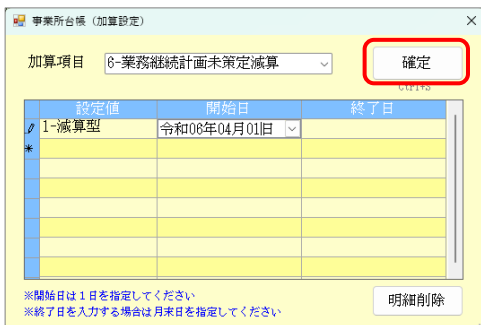 事業所台帳（加算設定）
加算項目 6-業務継続計画未策定減算 確定
Ctrl+S
設定値 開始日 終了日
1-減算型 令和06年04月01日
*
※開始日は１日を指定してください
※終了日を入力する場合は月末日を指定してください
明細削除